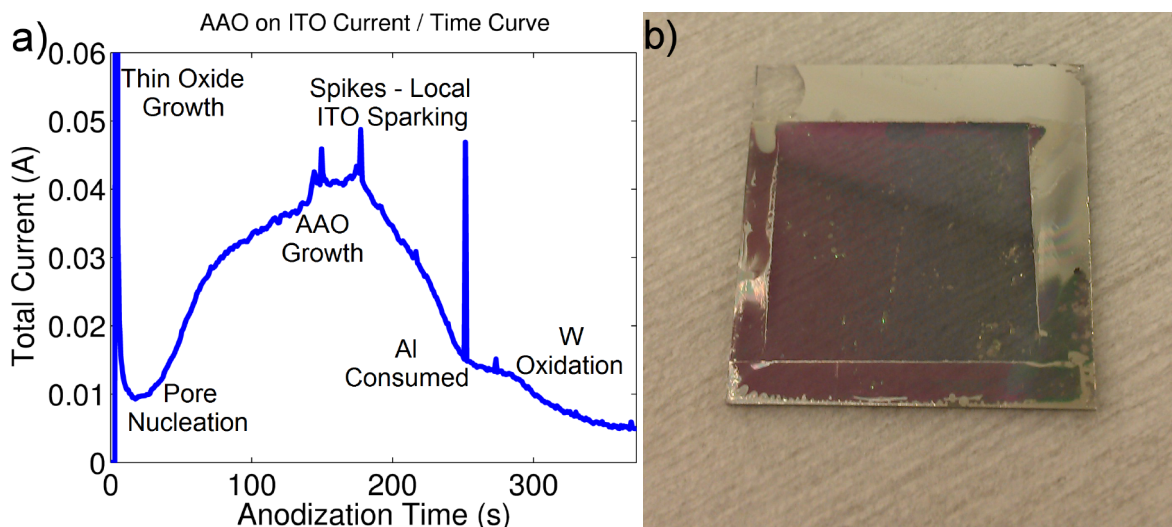 a)
AAO on ITO Current / Time Curve
0.06
0.05
0.04
0.03
0.02
0.01
0
Total Current (A)
Thin Oxide
Growth
Spikes - Local
ITO Sparking
AAO
Growth
Pore
Nucleation
Al
Consumed
W
Oxidation
0 100 200 300
Anodization Time (s)
b)